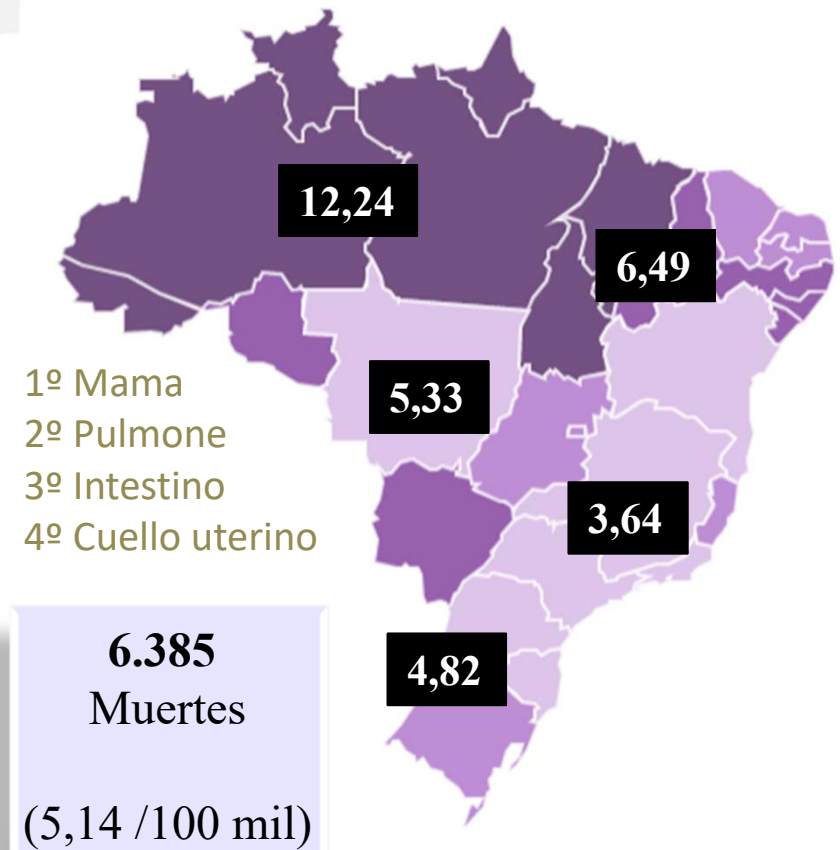 12,24
6,49
5,33
1º Mama
2º Pulmone
3º Intestino
4º Cuello uterino
3,64
6.385
Muertes
(5,14 /100 mil)
4,82